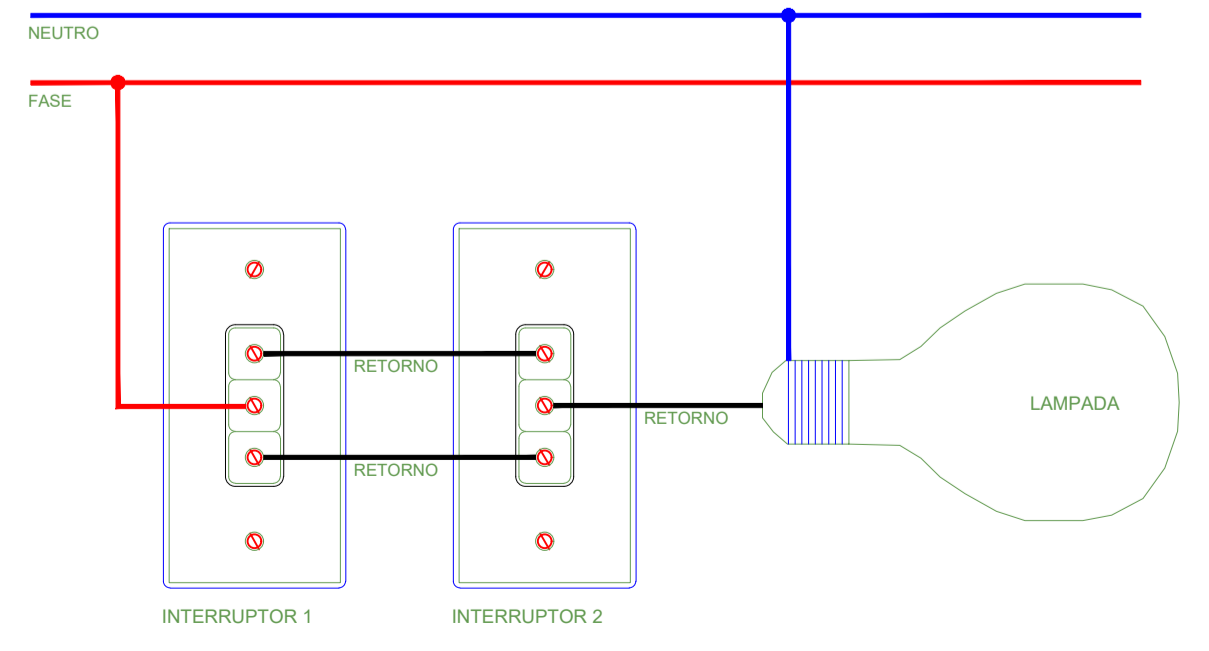 NEUTRO
FASE
RETORNO
LAMPADA
RETORNO
RETORNO
INTERRUPTOR 1
INTERRUPTOR 2